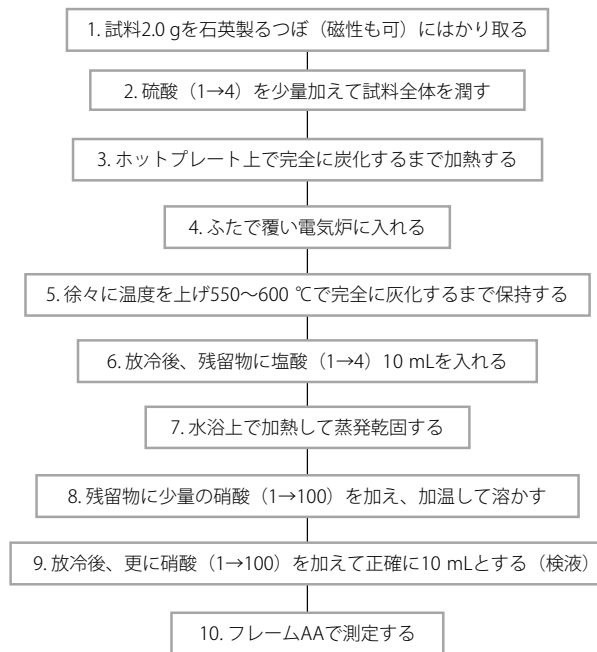 1. 試料2.0 gを石英製るつぼ（磁性も可）にはかり取る
2. 硫酸（1→4）を少量加えて試料全体を潤す
3. ホットプレート上で完全に炭化するまで加熱する
4. ふたで覆い電気炉に入れる
5. 徐々に温度を上げ550～600 ℃で完全に灰化するまで保持する
6. 放冷後、残留物に塩酸（1→4）10 mLを入れる
7. 水浴上で加熱して蒸発乾固する
8. 残留物に少量の硝酸（1→100）を加え、加温して溶かす
9. 放冷後、更に硝酸（1→100）を加えて正確に10 mLとする（検液）
10. フレームAAで測定する